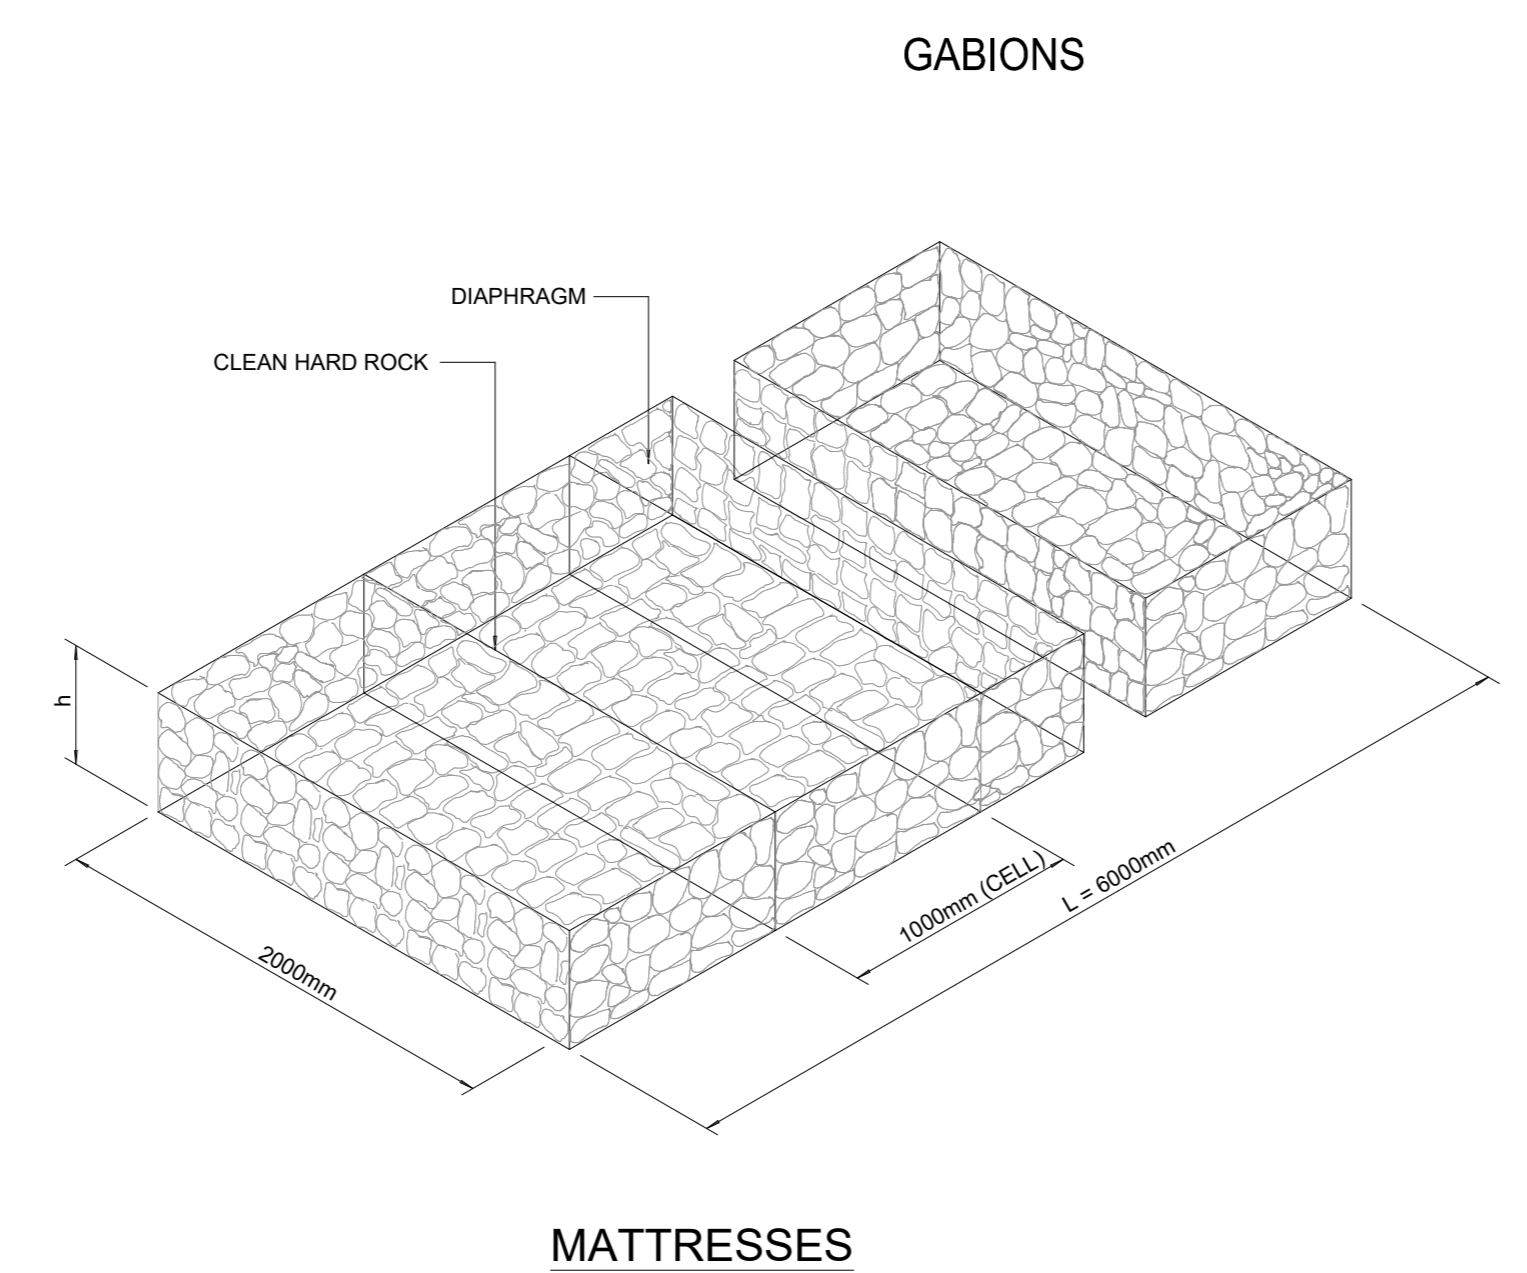 GABIONS
DIAPHRAGM
CLEAN HARD ROCK
h
2000mm
1000mm (CELL)
L = 6000mm
MATTRESSES